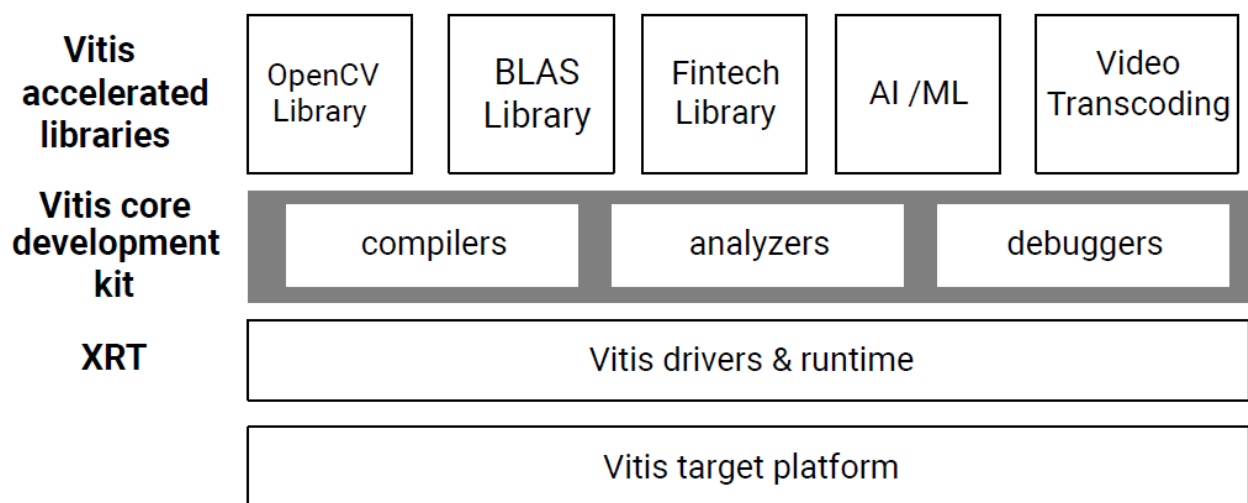 Vitis
accelerated
libraries
OpenCV
Library
BLAS
Library
Fintech
Library
AI /ML
Video
Transcoding
Vitis core
development
kit
compilers
analyzers
debuggers
XRT
Vitis drivers & runtime
Vitis target platform